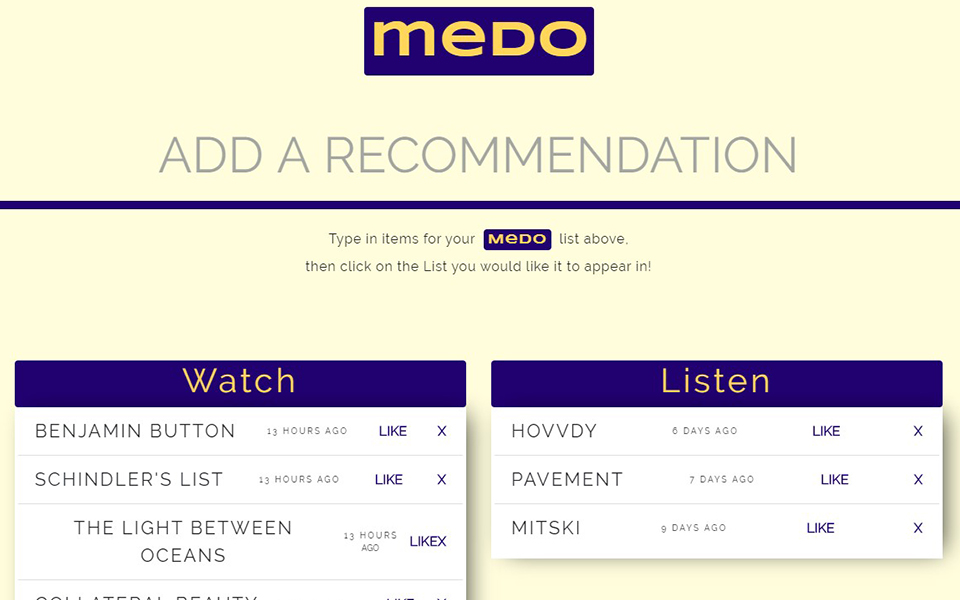 meDO
ADD A RECOMMENDATION
Type in items for your meDO list above,
then click on the List you would like it to appear in!
Watch
BENJAMIN BUTTON 13 HOURS AGO LIKE X
SCHINDLER'S LIST 13 HOURS AGO LIKE X
THE LIGHT BETWEEN
OCEANS 13 HOURS
AGO LIKEX
COLLATERAL BEAUTY LIKE X
Listen
HOVVDY 6 DAYS AGO LIKE X
PAVEMENT 7 DAYS AGO LIKE X
MITSKI 9 DAYS AGO LIKE X